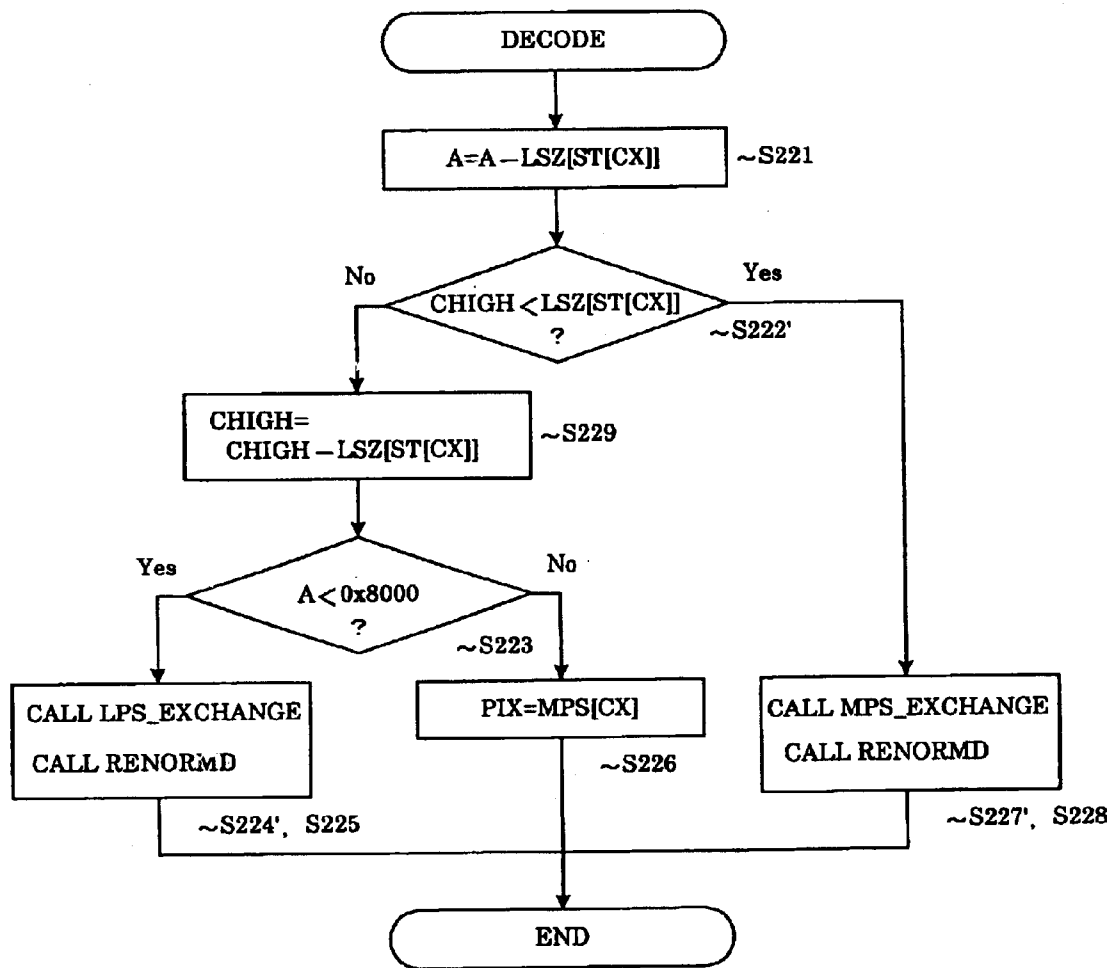 DECODE
A=A−LSZ[ST[CX]]
~S221
No
Yes
CHIGH<LSZ[ST[CX]]
?
~S222'
CHIGH=
CHIGH−LSZ[ST[CX]]
~S229
Yes
No
A<0x8000
?
~S223
CALL LPS_EXCHANGE
CALL RENORMD
~S224', S225
PIX=MPS[CX]
~S226
CALL MPS_EXCHANGE
CALL RENORMD
~S227', S228
END